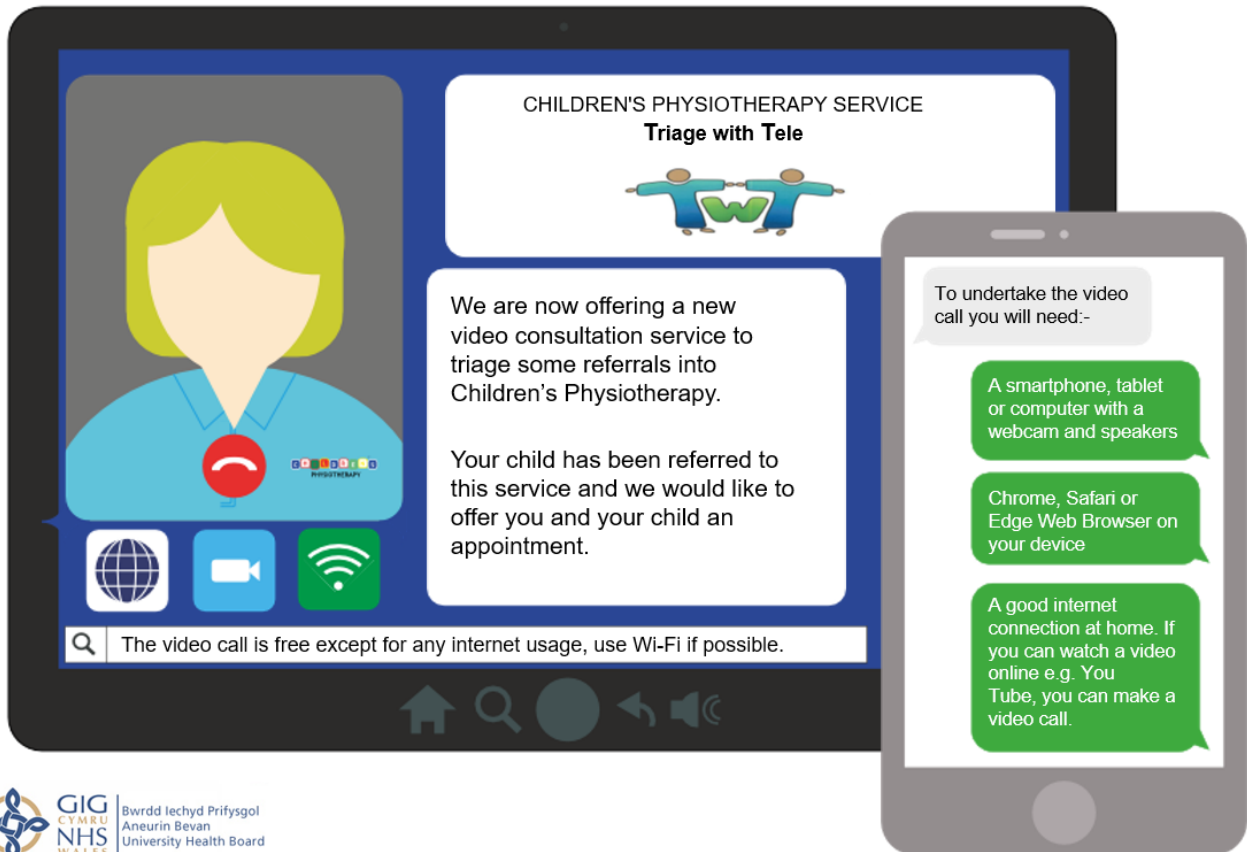 CHILDREN'S PHYSIOTHERAPY SERVICE
Triage with Tele
TWT
We are now offering a new
video consultation service to
triage some referrals into
Children's Physiotherapy.
Your child has been referred to
this service and we would like to
offer you and your child an
appointment.
CHILDREN'S
PHYSIOTHERAPY
The video call is free except for any internet usage, use Wi-Fi if possible.
To undertake the video
call you will need:-
A smartphone, tablet
or computer with a
webcam and speakers
Chrome, Safari or
Edge Web Browser on
your device
A good internet
connection at home. If
you can watch a video
online e.g. You
Tube, you can make a
video call.
GIG
CYMRU
NHS
WALES
Bwrdd Iechyd Prifysgol
Aneurin Bevan
University Health Board